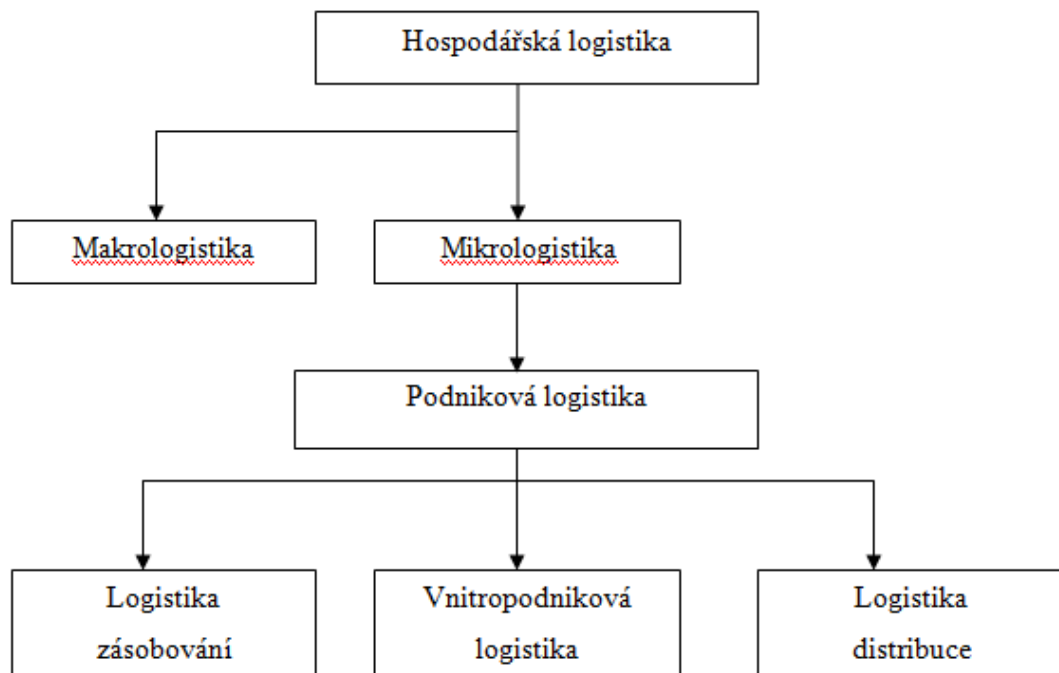 Hospodářská logistika
Makrologistika
Mikrologistika
Podniková logistika
Logistika
zásobování
Vnitropodniková
logistika
Logistika
distribuce